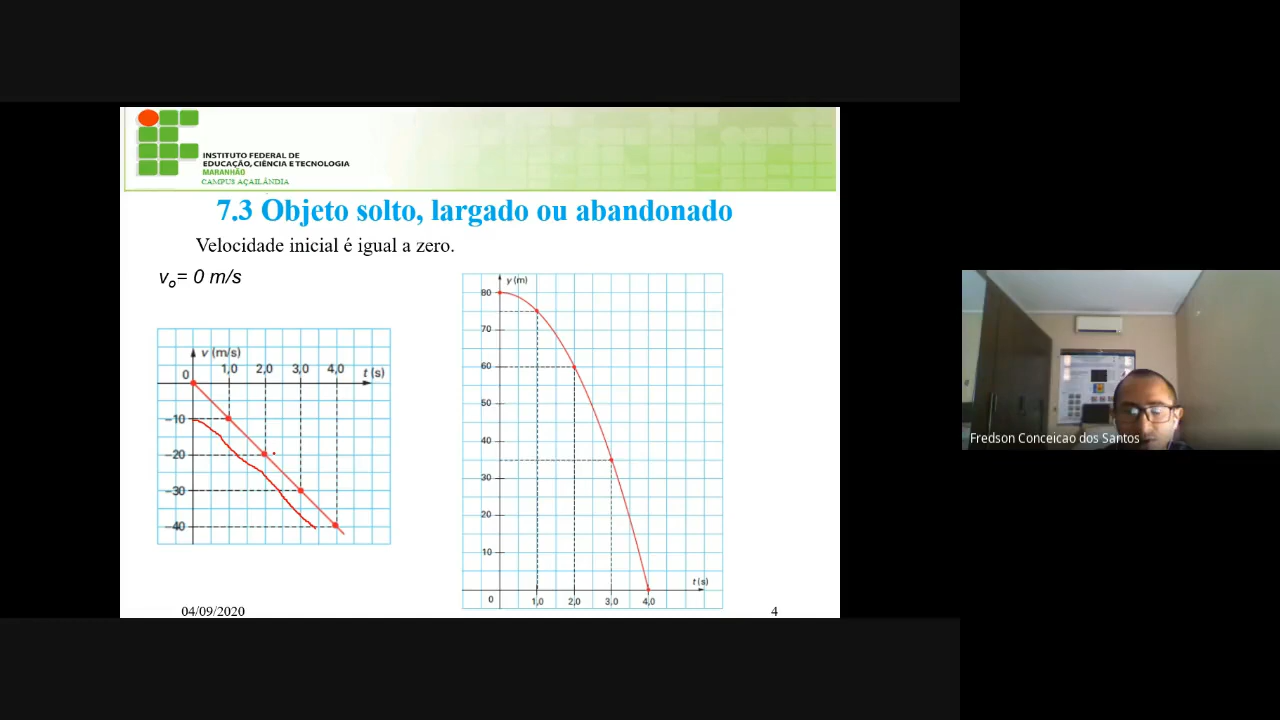 INSTITUTO FEDERAL DE
EDUCAÇÃO, CIÊNCIA E TECNOLOGIA
MARANHÃO
CAMPUS AÇAILÂNDIA
7.3 Objeto solto, largado ou abandonado
Velocidade inicial é igual a zero.
vo= 0 m/s
v (m/s)
0 1,0 2,0 3,0 4,0 t (s)
-10
-20
-30
-40
y (m)
80
70
60
50
40
30
20
10
t (s)
0 1,0 2,0 3,0 4,0
04/09/2020 4
Fredson Conceicao dos Santos